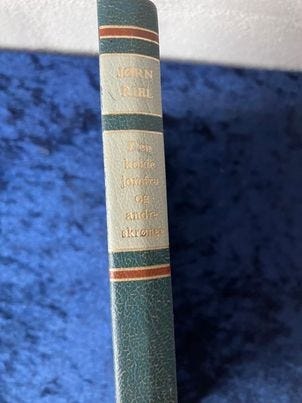 JØRN
RIEL
Den
kolde
jomfru
og
andre
skrøner